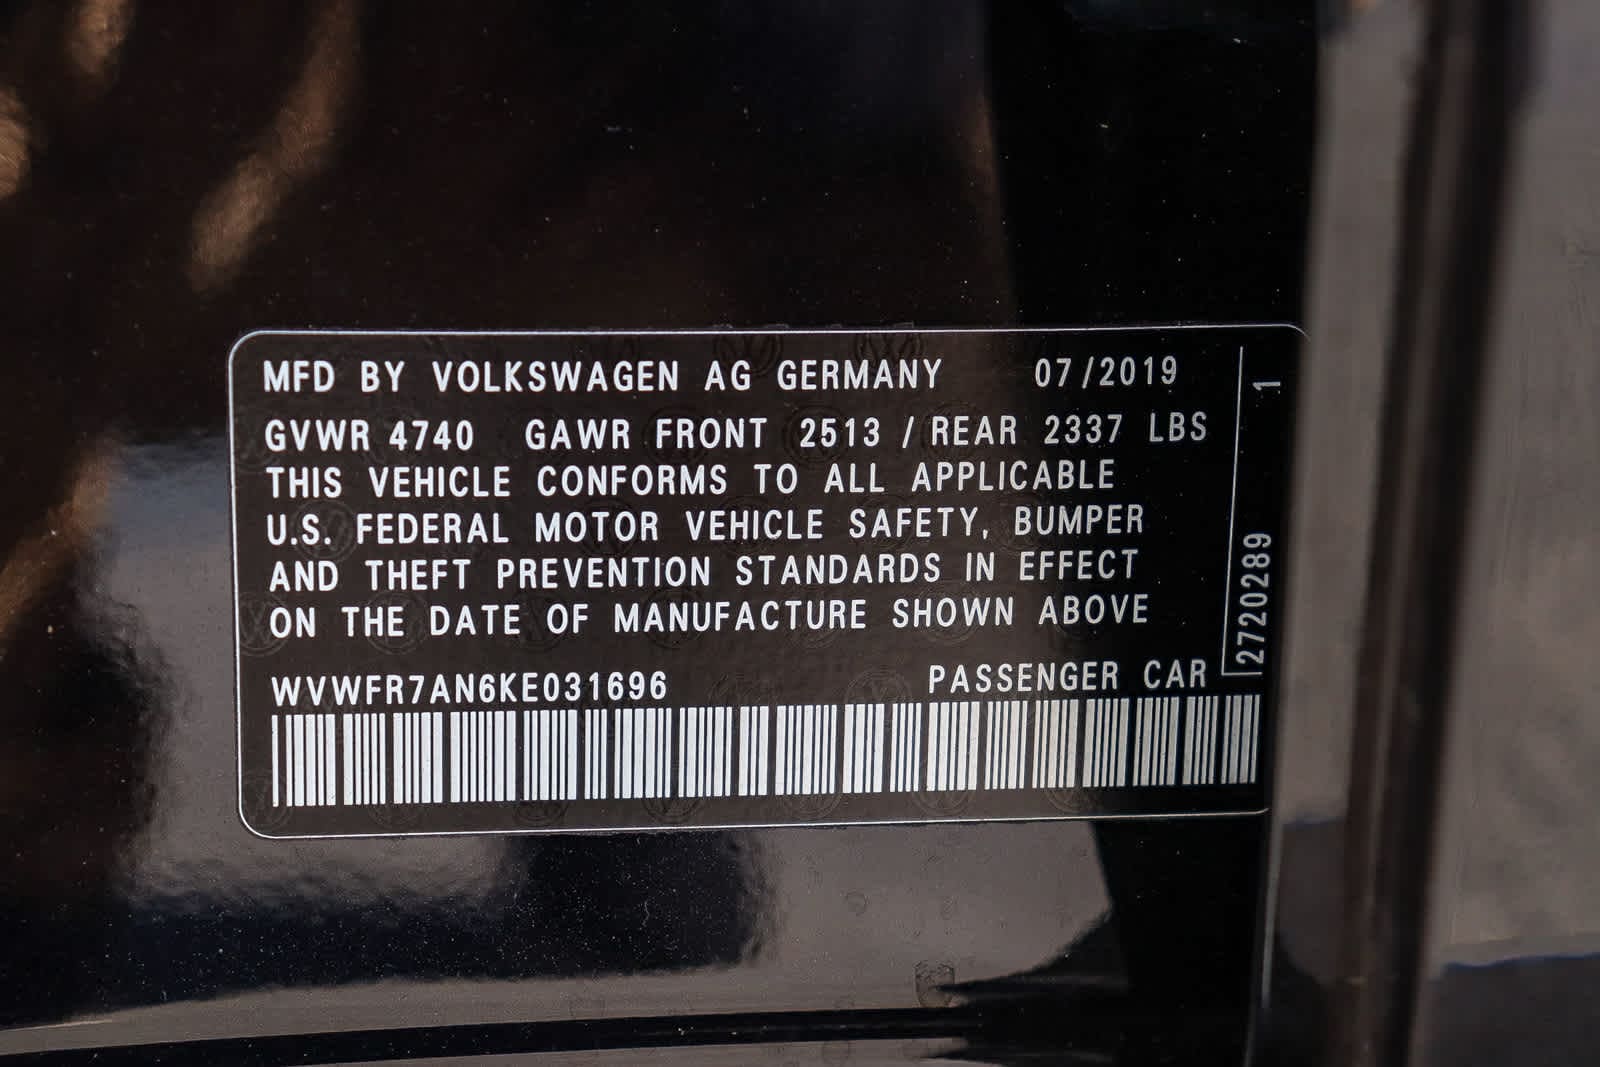 MFD BY VOLKSWAGEN AG GERMANY 07/2019
GVWR 4740 GAWR FRONT 2513 / REAR 2337 LBS
THIS VEHICLE CONFORMS TO ALL APPLICABLE
U.S. FEDERAL MOTOR VEHICLE SAFETY, BUMPER
AND THEFT PREVENTION STANDARDS IN EFFECT
ON THE DATE OF MANUFACTURE SHOWN ABOVE
WVWFR7AN6KE031696 PASSENGER CAR
2720289 1